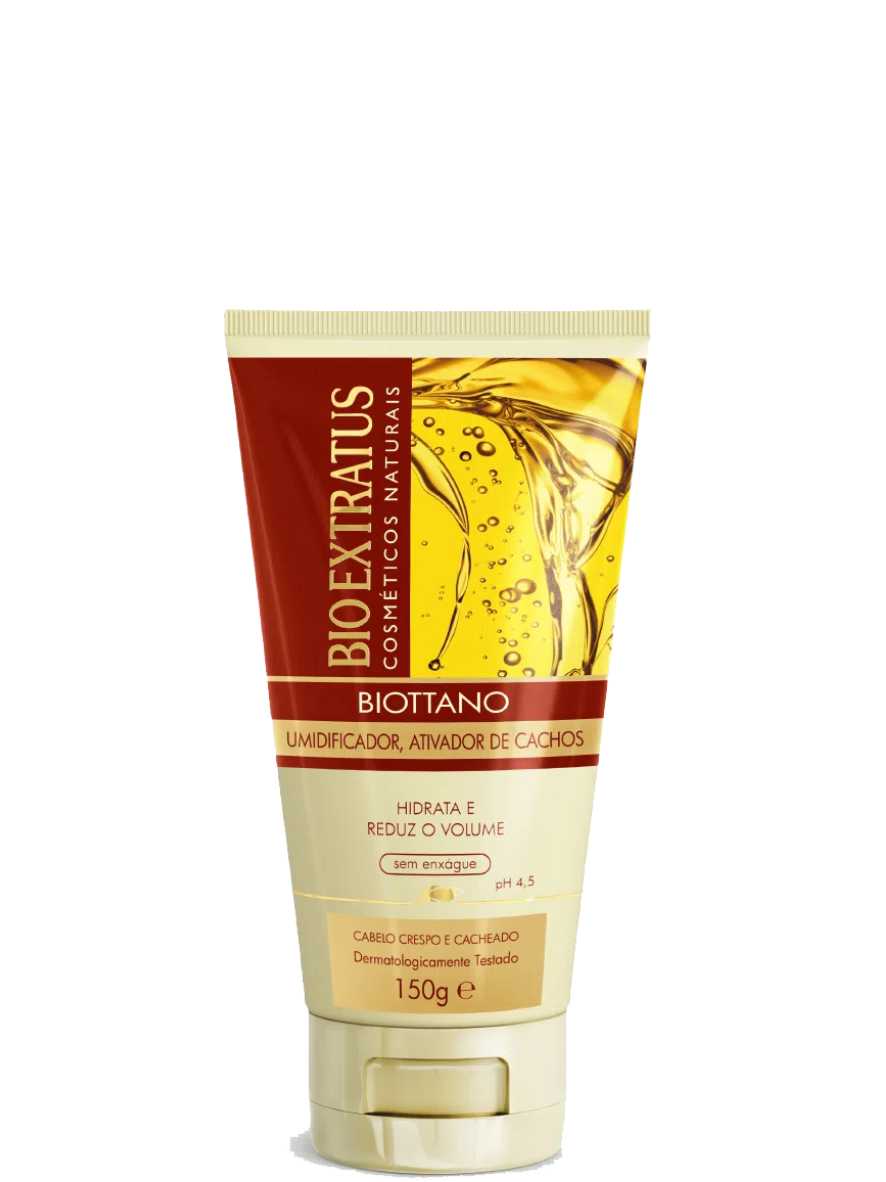 BIO EXTRATUS
COSMÉTICOS NATURAIS
BIOTTANO
UMIDIFICADOR, ATIVADOR DE CACHOS
HIDRATA E
REDUZ O VOLUME
sem enxágue
pH 4,5
CABELO CRESPO E CACHEADO
Dermatologicamente Testado
150g ℮